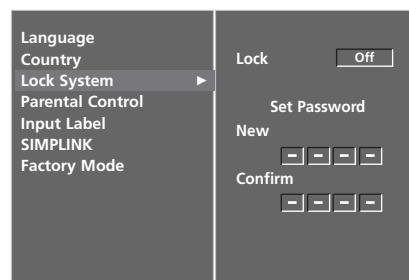 Language
Country
Lock System ►
Parental Control
Input Label
SIMPLINK
Factory Mode
Lock Off
Set Password
New
– – – –
Confirm
– – – –